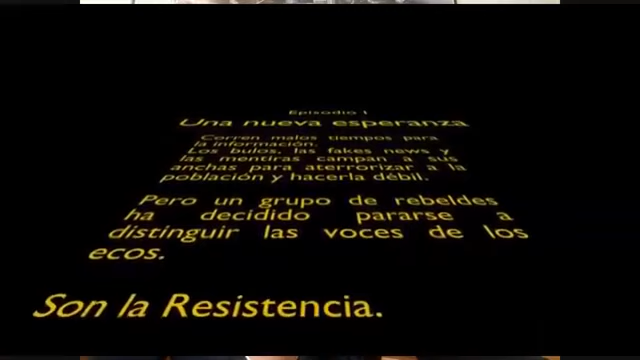 Episodio I
Una nueva esperanza
Corren malos tiempos para
la información.
Los bulos, las fakes news y
las mentiras campan a sus
anchas para aterrorizar a la
población y hacerla débil.
Pero un grupo de rebeldes
ha decidido pararse a
distinguir las voces de los
ecos.
Son la Resistencia.